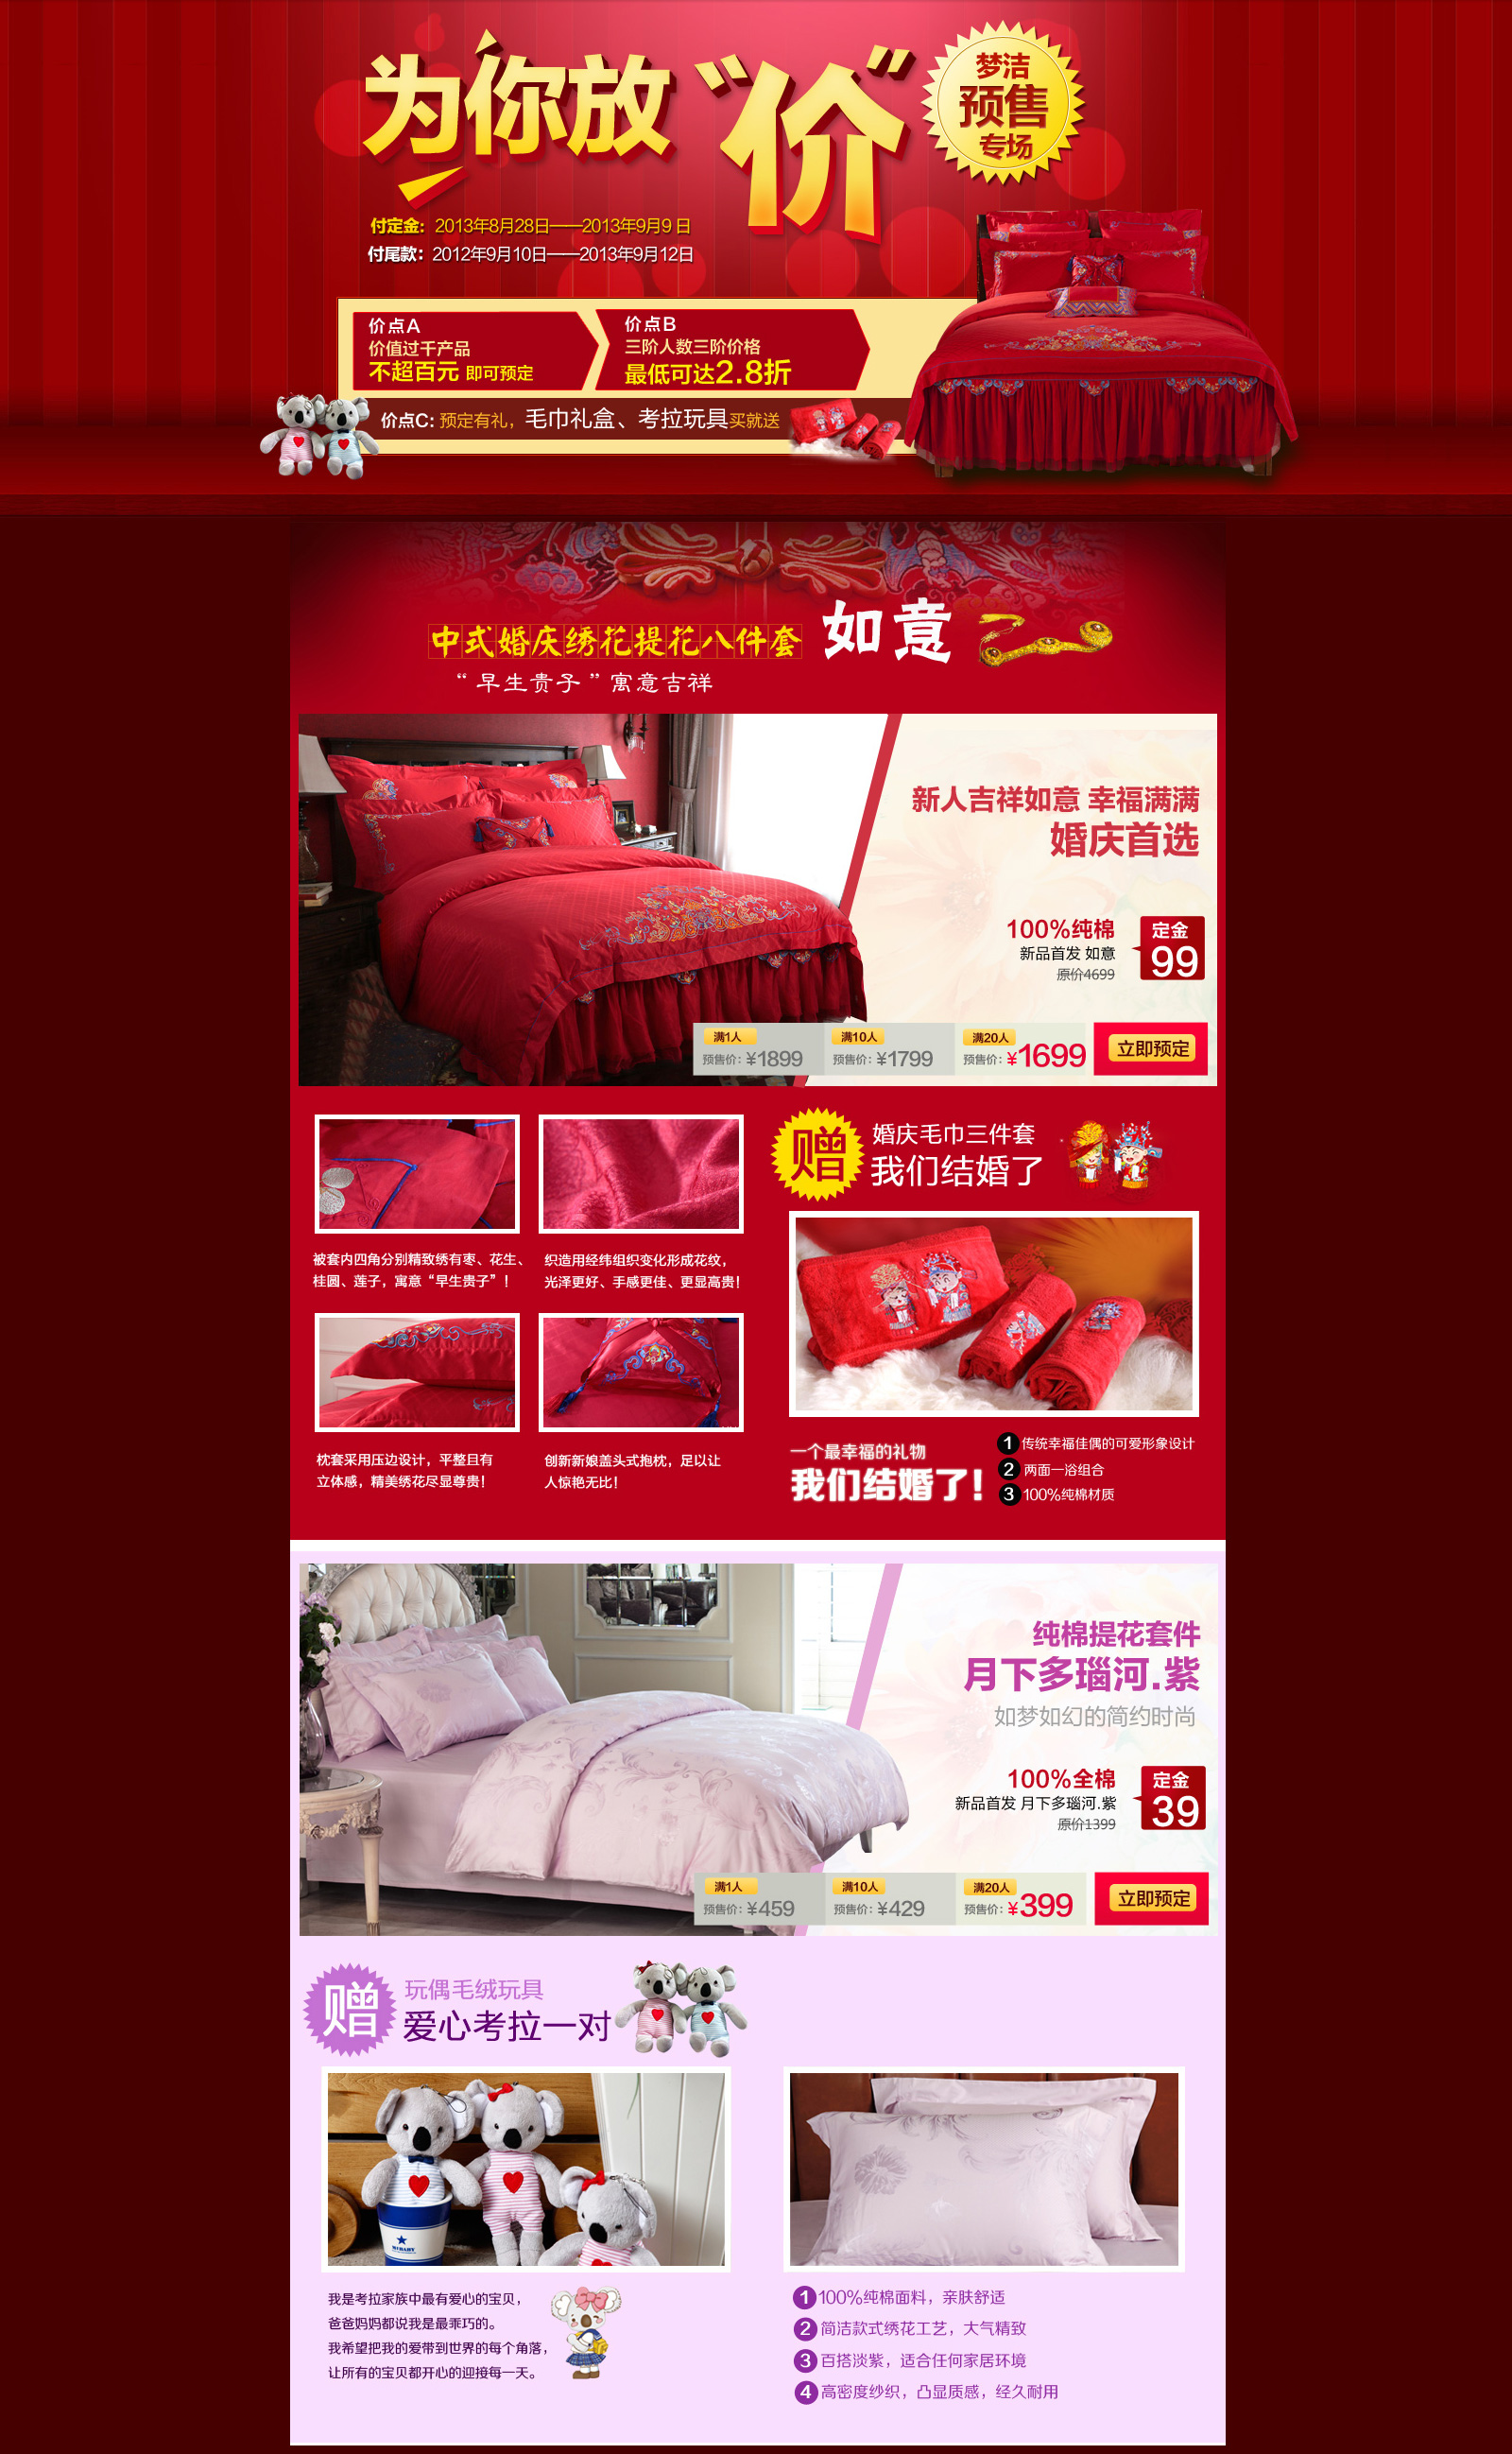 为你放“价”
梦洁
预售
专场
付定金: 2013年8月28日——2013年9月9 日
付尾款: 2012年9月10日——2013年9月12日
价点A
价值过千产品
不超百元 即可预定
价点B
三阶人数三阶价格
最低可达2.8折
价点C: 预定有礼，毛巾礼盒、考拉玩具买就送
中式婚庆绣花提花八件套 如意
“早生贵子”寓意吉祥
新人吉祥如意 幸福满满
婚庆首选
100%纯棉
新品首发 如意
原价4699
定金
99
满1人
预售价: ¥1899
满10人
预售价: ¥1799
满20人
预售价: ¥1699
立即预定
赠
婚庆毛巾三件套
我们结婚了
被套内四角分别精致绣有枣、花生、
桂圆、莲子，寓意“早生贵子”！
织造用经纬组织变化形成花纹，
光泽更好、手感更佳、更显高贵！
枕套采用压边设计，平整且有
立体感，精美绣花尽显尊贵！
创新新娘盖头式抱枕，足以让
人惊艳无比！
一个最幸福的礼物
我们结婚了！
1 传统幸福佳偶的可爱形象设计
2 两面一浴组合
3 100%纯棉材质
纯棉提花套件
月下多瑙河.紫
如梦如幻的简约时尚
100%全棉
新品首发 月下多瑙河.紫
原价1399
定金
39
满1人
预售价: ¥459
满10人
预售价: ¥429
满20人
预售价: ¥399
立即预定
赠
玩偶毛绒玩具
爱心考拉一对
我是考拉家族中最有爱心的宝贝，
爸爸妈妈都说我是最乖巧的。
我希望把我的爱带到世界的每个角落，
让所有的宝贝都开心的迎接每一天。
1 100%纯棉面料，亲肤舒适
2 简洁款式绣花工艺，大气精致
3 百搭淡紫，适合任何家居环境
4 高密度纱织，凸显质感，经久耐用